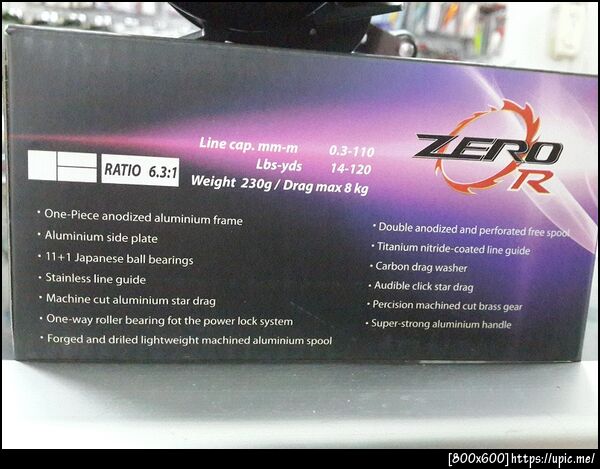 Line cap. mm-m 0.3-110
Lbs-yds 14-120
RATIO 6.3:1
Weight 230g / Drag max 8 kg
ZERO
R
• One-Piece anodized aluminium frame
• Aluminium side plate
• 11+1 Japanese ball bearings
• Stainless line guide
• Machine cut aluminium star drag
• One-way roller bearing fot the power lock system
• Forged and driled lightweight machined aluminium spool
• Double anodized and perforated free spool
• Titanium nitride-coated line guide
• Carbon drag washer
• Audible click star drag
• Percision machined cut brass gear
• Super-strong aluminium handle
[800x600]https://upic.me/